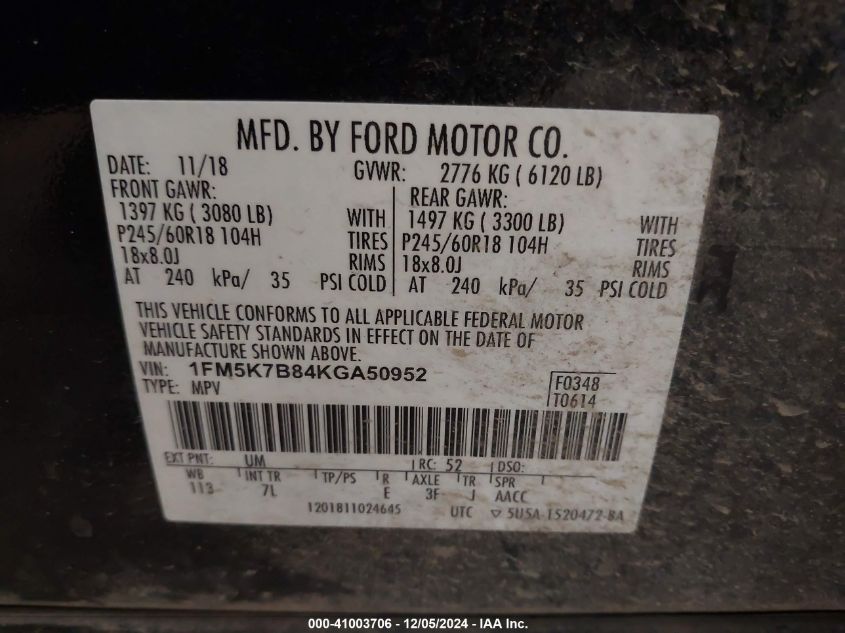 MFD. BY FORD MOTOR CO.
DATE: 11/18 GVWR: 2776 KG ( 6120 LB)
FRONT GAWR: REAR GAWR:
1397 KG ( 3080 LB) WITH 1497 KG ( 3300 LB) WITH
P245/60R18 104H TIRES P245/60R18 104H TIRES
18x8.0J RIMS 18x8.0J RIMS
AT 240 kPa/ 35 PSI COLD AT 240 kPa/ 35 PSI COLD
THIS VEHICLE CONFORMS TO ALL APPLICABLE FEDERAL MOTOR
VEHICLE SAFETY STANDARDS IN EFFECT ON THE DATE OF
MANUFACTURE SHOWN ABOVE.
VIN: 1FM5K7B84KGA50952 F0348
TYPE: MPV T0614
EXT PNT: UM RC: 52 DSO:
WB INT TR TP/PS R AXLE TR SPR
113 7L E 3F J AACC
1201811024645 UTC ▽ 5U5A-1520472-BA
000-41003706 - 12/05/2024 - IAA Inc.